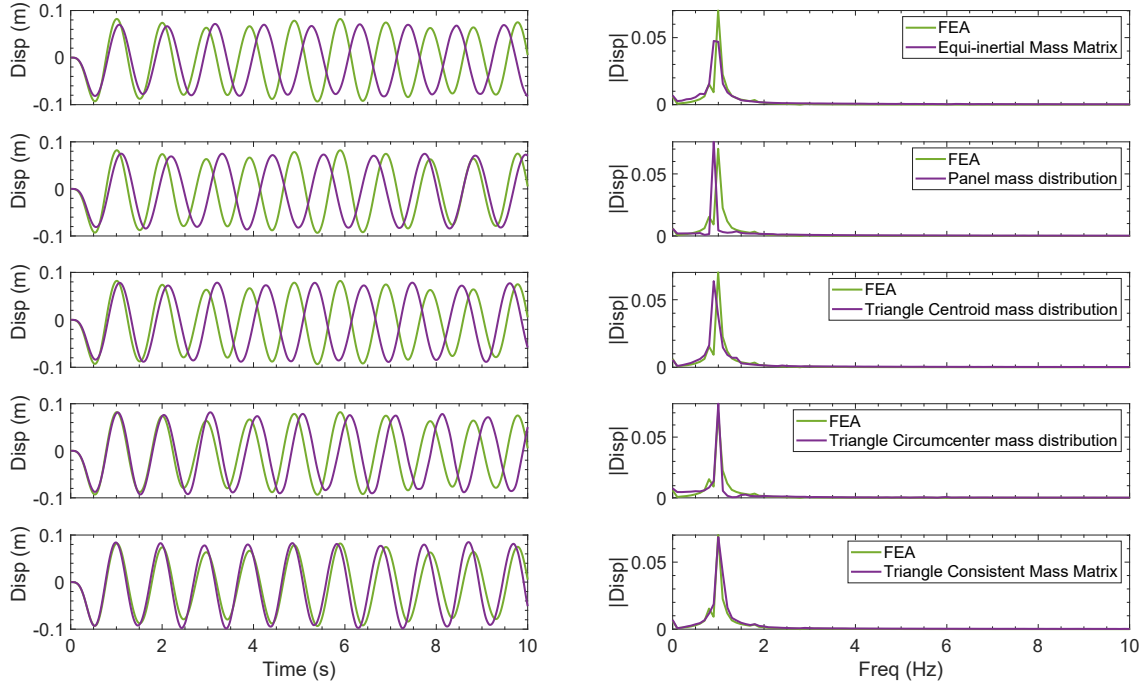 Disp (m)
0.1
0
-0.1
|Disp|
0.05
0
FEA
Equi-inertial Mass Matrix
Disp (m)
0.1
0
-0.1
|Disp|
0.05
0
FEA
Panel mass distribution
Disp (m)
0.1
0
-0.1
|Disp|
0.05
0
FEA
Triangle Centroid mass distribution
Disp (m)
0.1
0
-0.1
|Disp|
0.05
0
FEA
Triangle Circumcenter mass distribution
Disp (m)
0.1
0
-0.1
0 2 4 6 8 10
Time (s)
|Disp|
0.05
0
FEA
Triangle Consistent Mass Matrix
0 2 4 6 8 10
Freq (Hz)